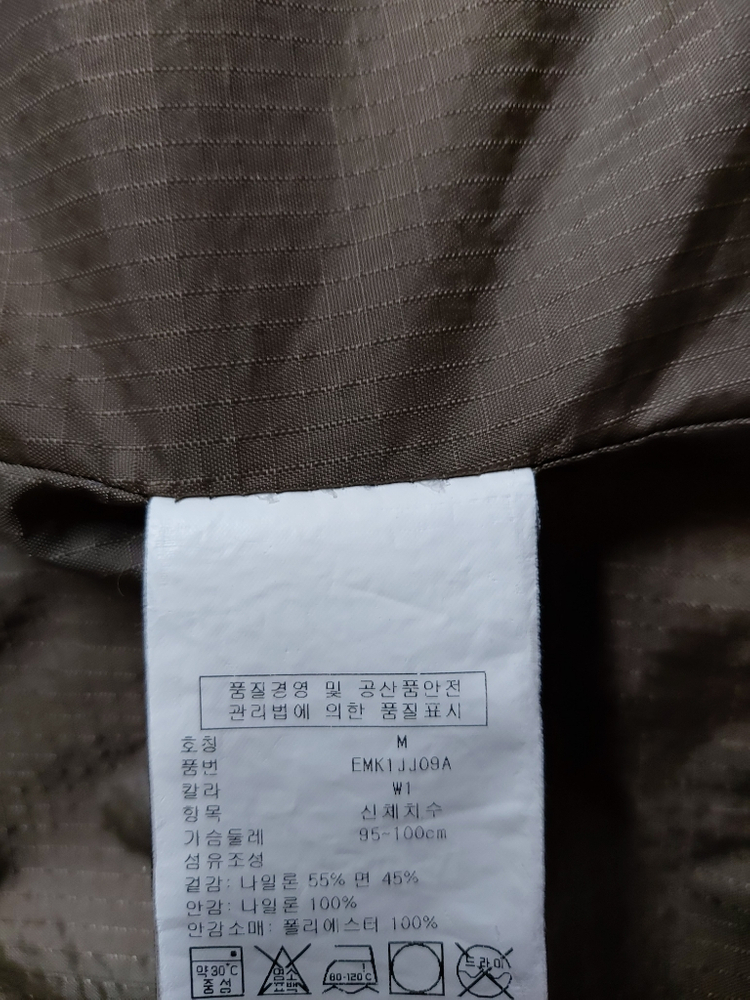 품질경영 및 공산품안전
관리법에 의한 품질표시
호칭 M
품번 EMK1JJ09A
칼라 W1
항목 신체치수
가슴둘레 95~100cm
섬유조성
겉감: 나일론 55% 면 45%
안감: 나일론 100%
안감소매: 폴리에스터 100%
약30℃ 80-120℃ 드라이
중성